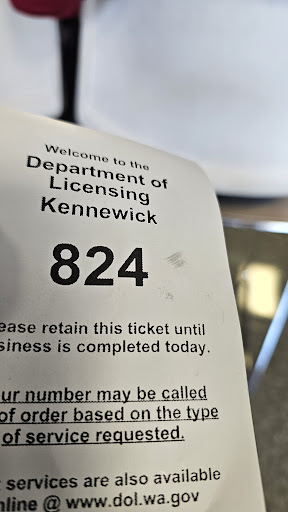 Welcome to the
Department of
Licensing
Kennewick
824
ease retain this ticket until
siness is completed today.
ur number may be called
of order based on the type
of service requested.
services are also available
nline @ www.dol.wa.gov